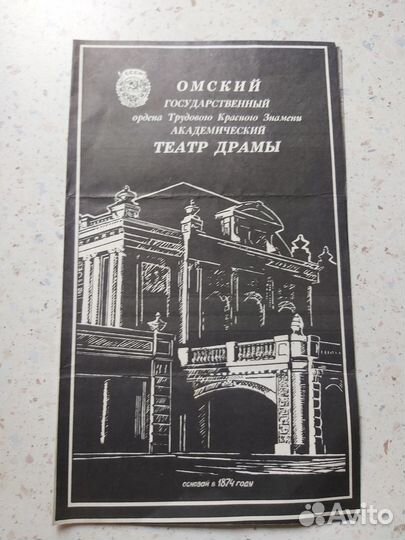 ОМСКИЙ
ГОСУДАРСТВЕННЫЙ
ордена Трудового Красного Знамени
АКАДЕМИЧЕСКИЙ
ТЕАТР ДРАМЫ
основан в 1874 году
Avito